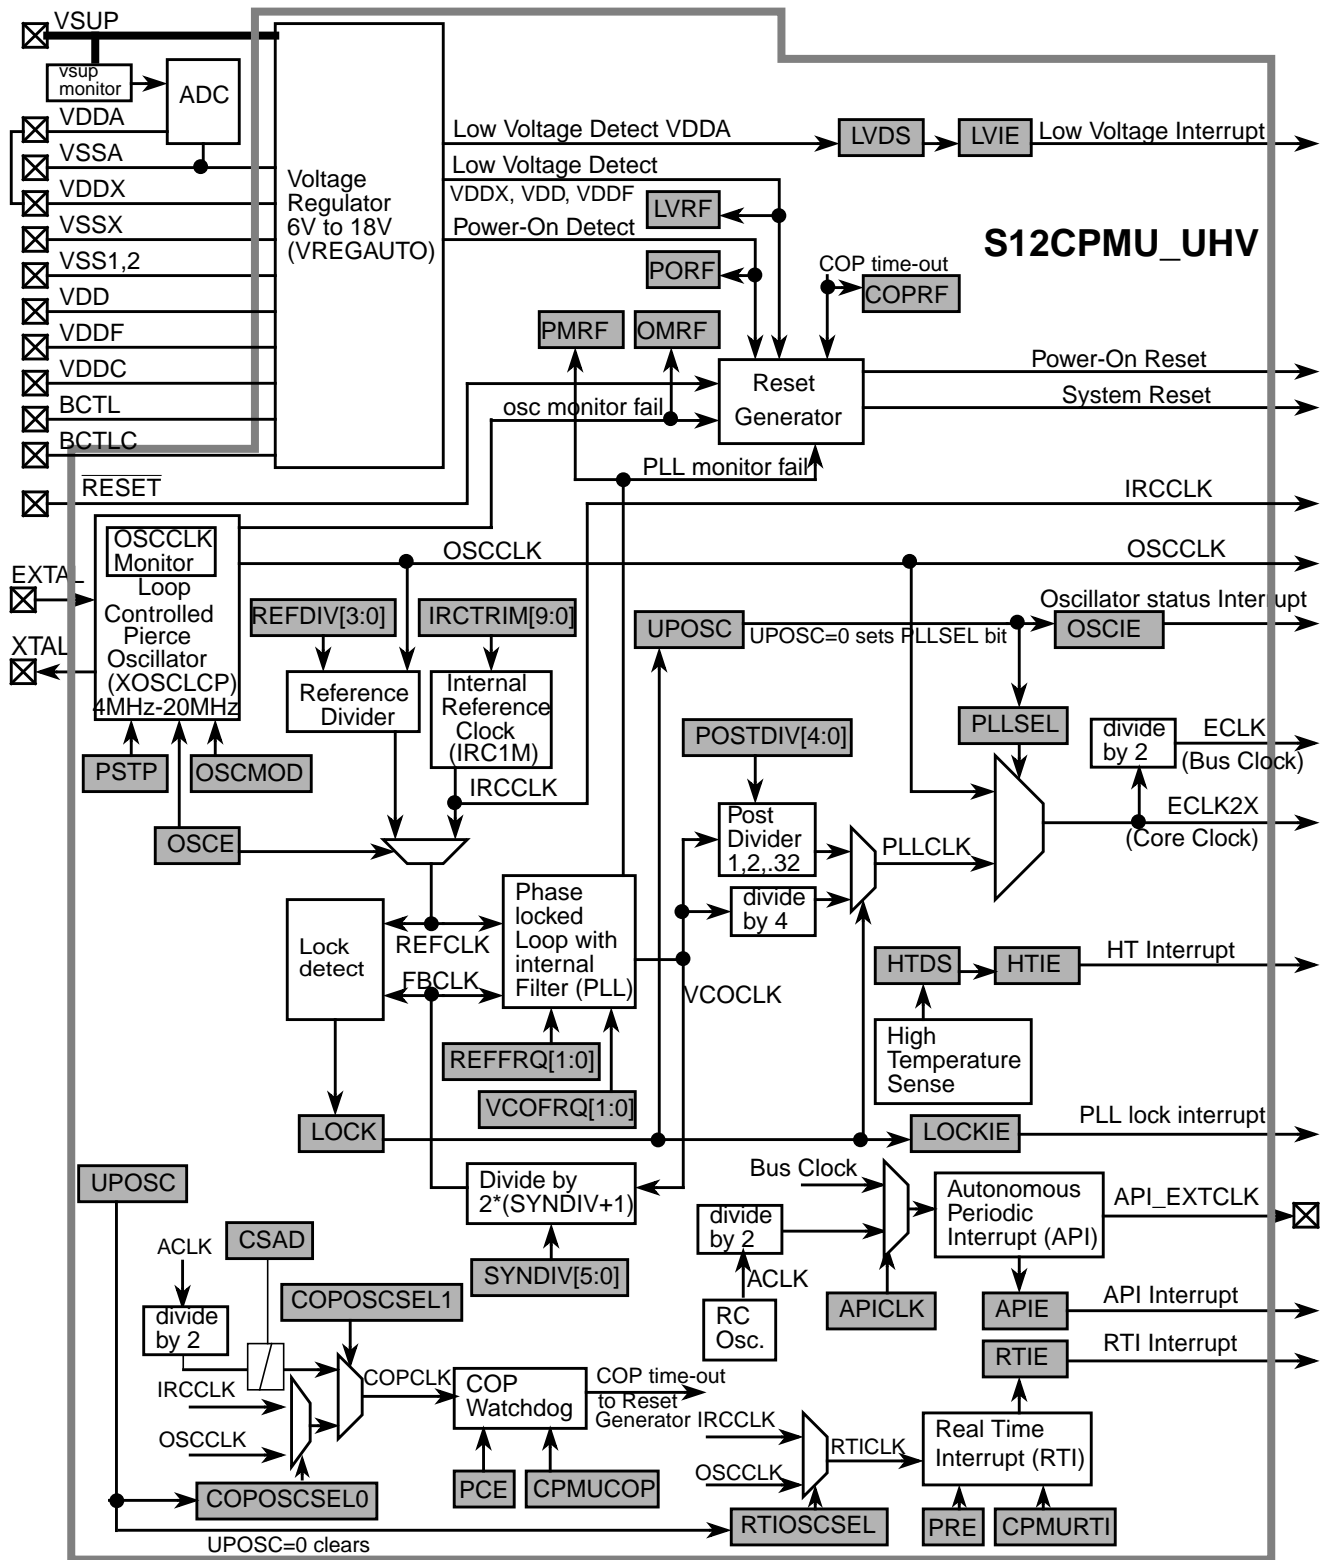 VSUP
vsup
monitor
ADC
VDDA
VSSA
VDDX
VSSX
VSS1,2
VDD
VDDF
VDDC
BCTL
BCTLC
RESET
Voltage
Regulator
6V to 18V
(VREGAUTO)
Low Voltage Detect VDDA
Low Voltage Detect
VDDX, VDD, VDDF
Power-On Detect
LVDS
LVIE
Low Voltage Interrupt
LVRF
PORF
S12CPMU_UHV
COP time-out
COPRF
PMRF
OMRF
osc monitor fail
Reset
Generator
Power-On Reset
System Reset
PLL monitor fail
IRCCLK
OSCCLK
Monitor
Loop
Controlled
Pierce
Oscillator
(XOSCLCP)
4MHz-20MHz
EXTAL
XTAL
OSCCLK
OSCCLK
REFDIV[3:0]
IRCTRIM[9:0]
UPOSC
UPOSC=0 sets PLLSEL bit
Oscillator status Interrupt
OSCIE
Reference
Divider
Internal
Reference
Clock
(IRC1M)
PSTP
OSCMOD
OSCE
IRCCLK
POSTDIV[4:0]
PLLSEL
divide
by 2
ECLK
(Bus Clock)
ECLK2X
(Core Clock)
Post
Divider
1,2,.32
PLLCLK
divide
by 4
Lock
detect
REFCLK
FBCLK
Phase
locked
Loop with
internal
Filter (PLL)
VCOCLK
REFFRQ[1:0]
VCOFRQ[1:0]
HTDS
HTIE
HT Interrupt
High
Temperature
Sense
LOCK
LOCKIE
PLL lock interrupt
UPOSC
Divide by
2*(SYNDIV+1)
SYNDIV[5:0]
Bus Clock
divide
by 2
ACLK
RC
Osc.
APICLK
Autonomous
Periodic
Interrupt (API)
API_EXTCLK
APIE
API Interrupt
RTIE
RTI Interrupt
ACLK
CSAD
divide
by 2
COPOSCSEL1
IRCCLK
OSCCLK
COPCLK
COP
Watchdog
COP time-out
to Reset
Generator
PCE
CPMUCOP
COPOSCSEL0
UPOSC=0 clears
IRCCLK
OSCCLK
RTICLK
Real Time
Interrupt (RTI)
RTIOSCSEL
PRE
CPMURTI